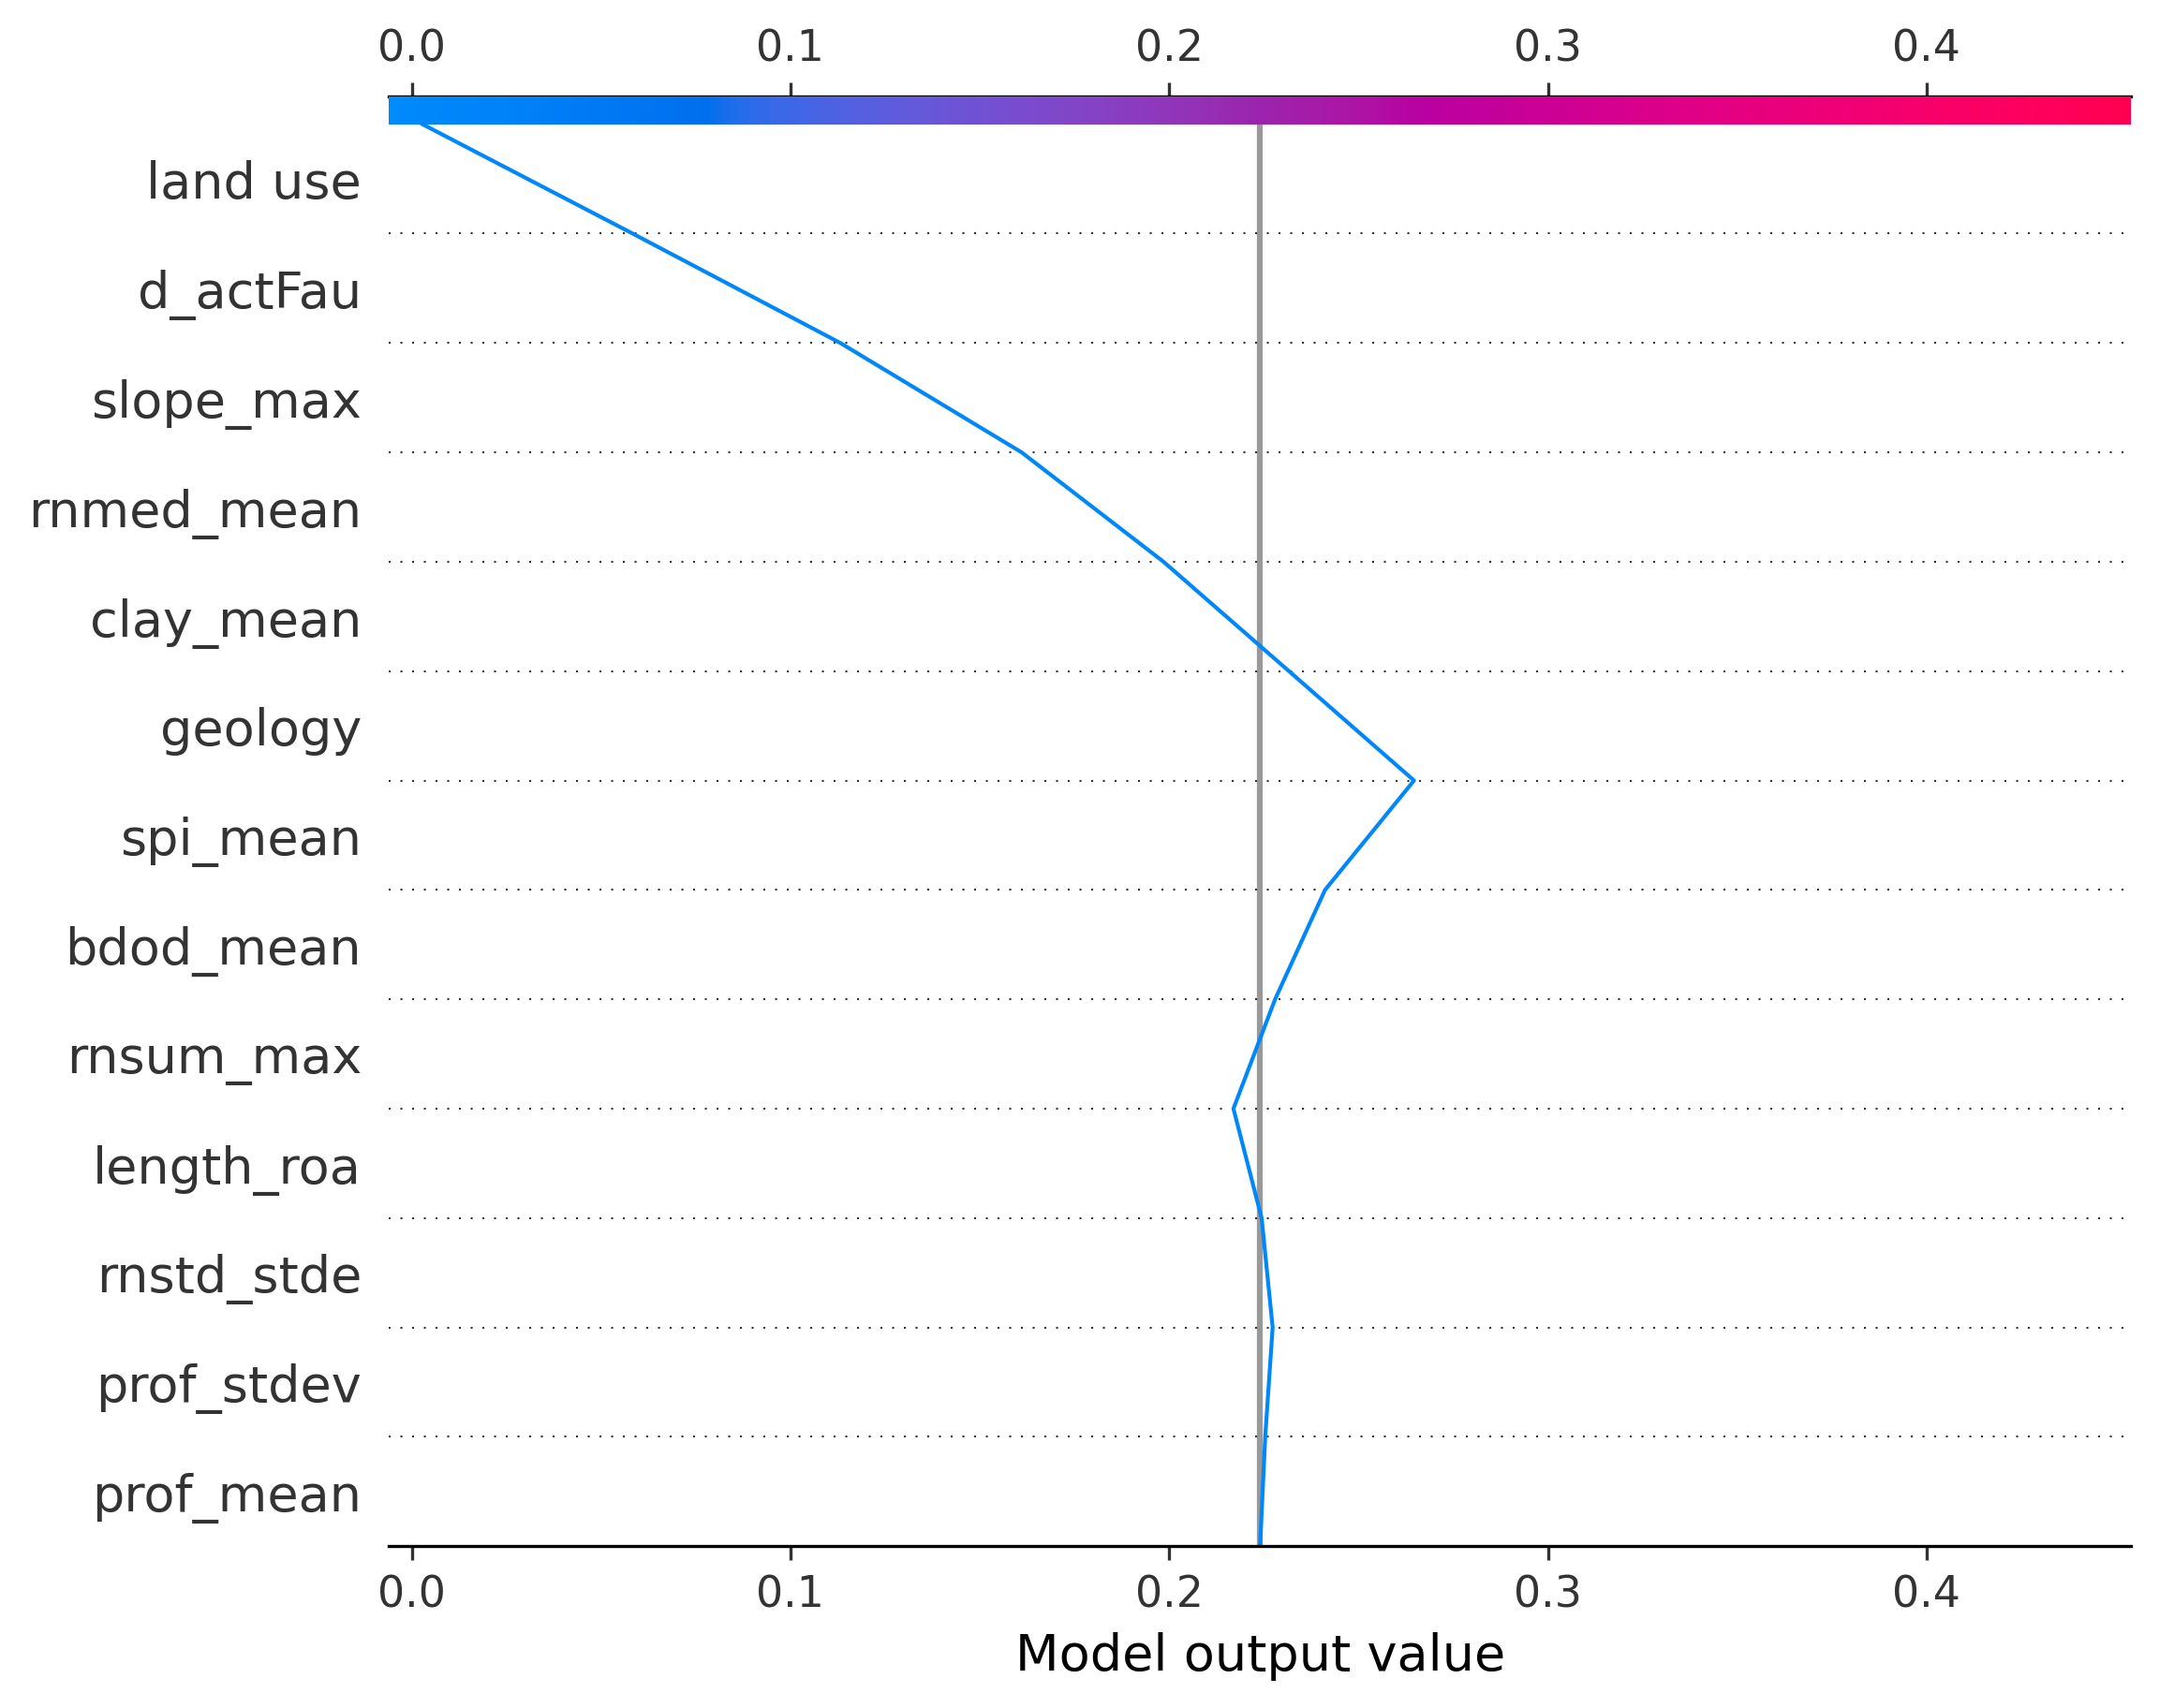 0.0 0.1 0.2 0.3 0.4
land use
d_actFau
slope_max
rnmed_mean
clay_mean
geology
spi_mean
bdod_mean
rnsum_max
length_roa
rnstd_stde
prof_stdev
prof_mean
0.0 0.1 0.2 0.3 0.4
Model output value